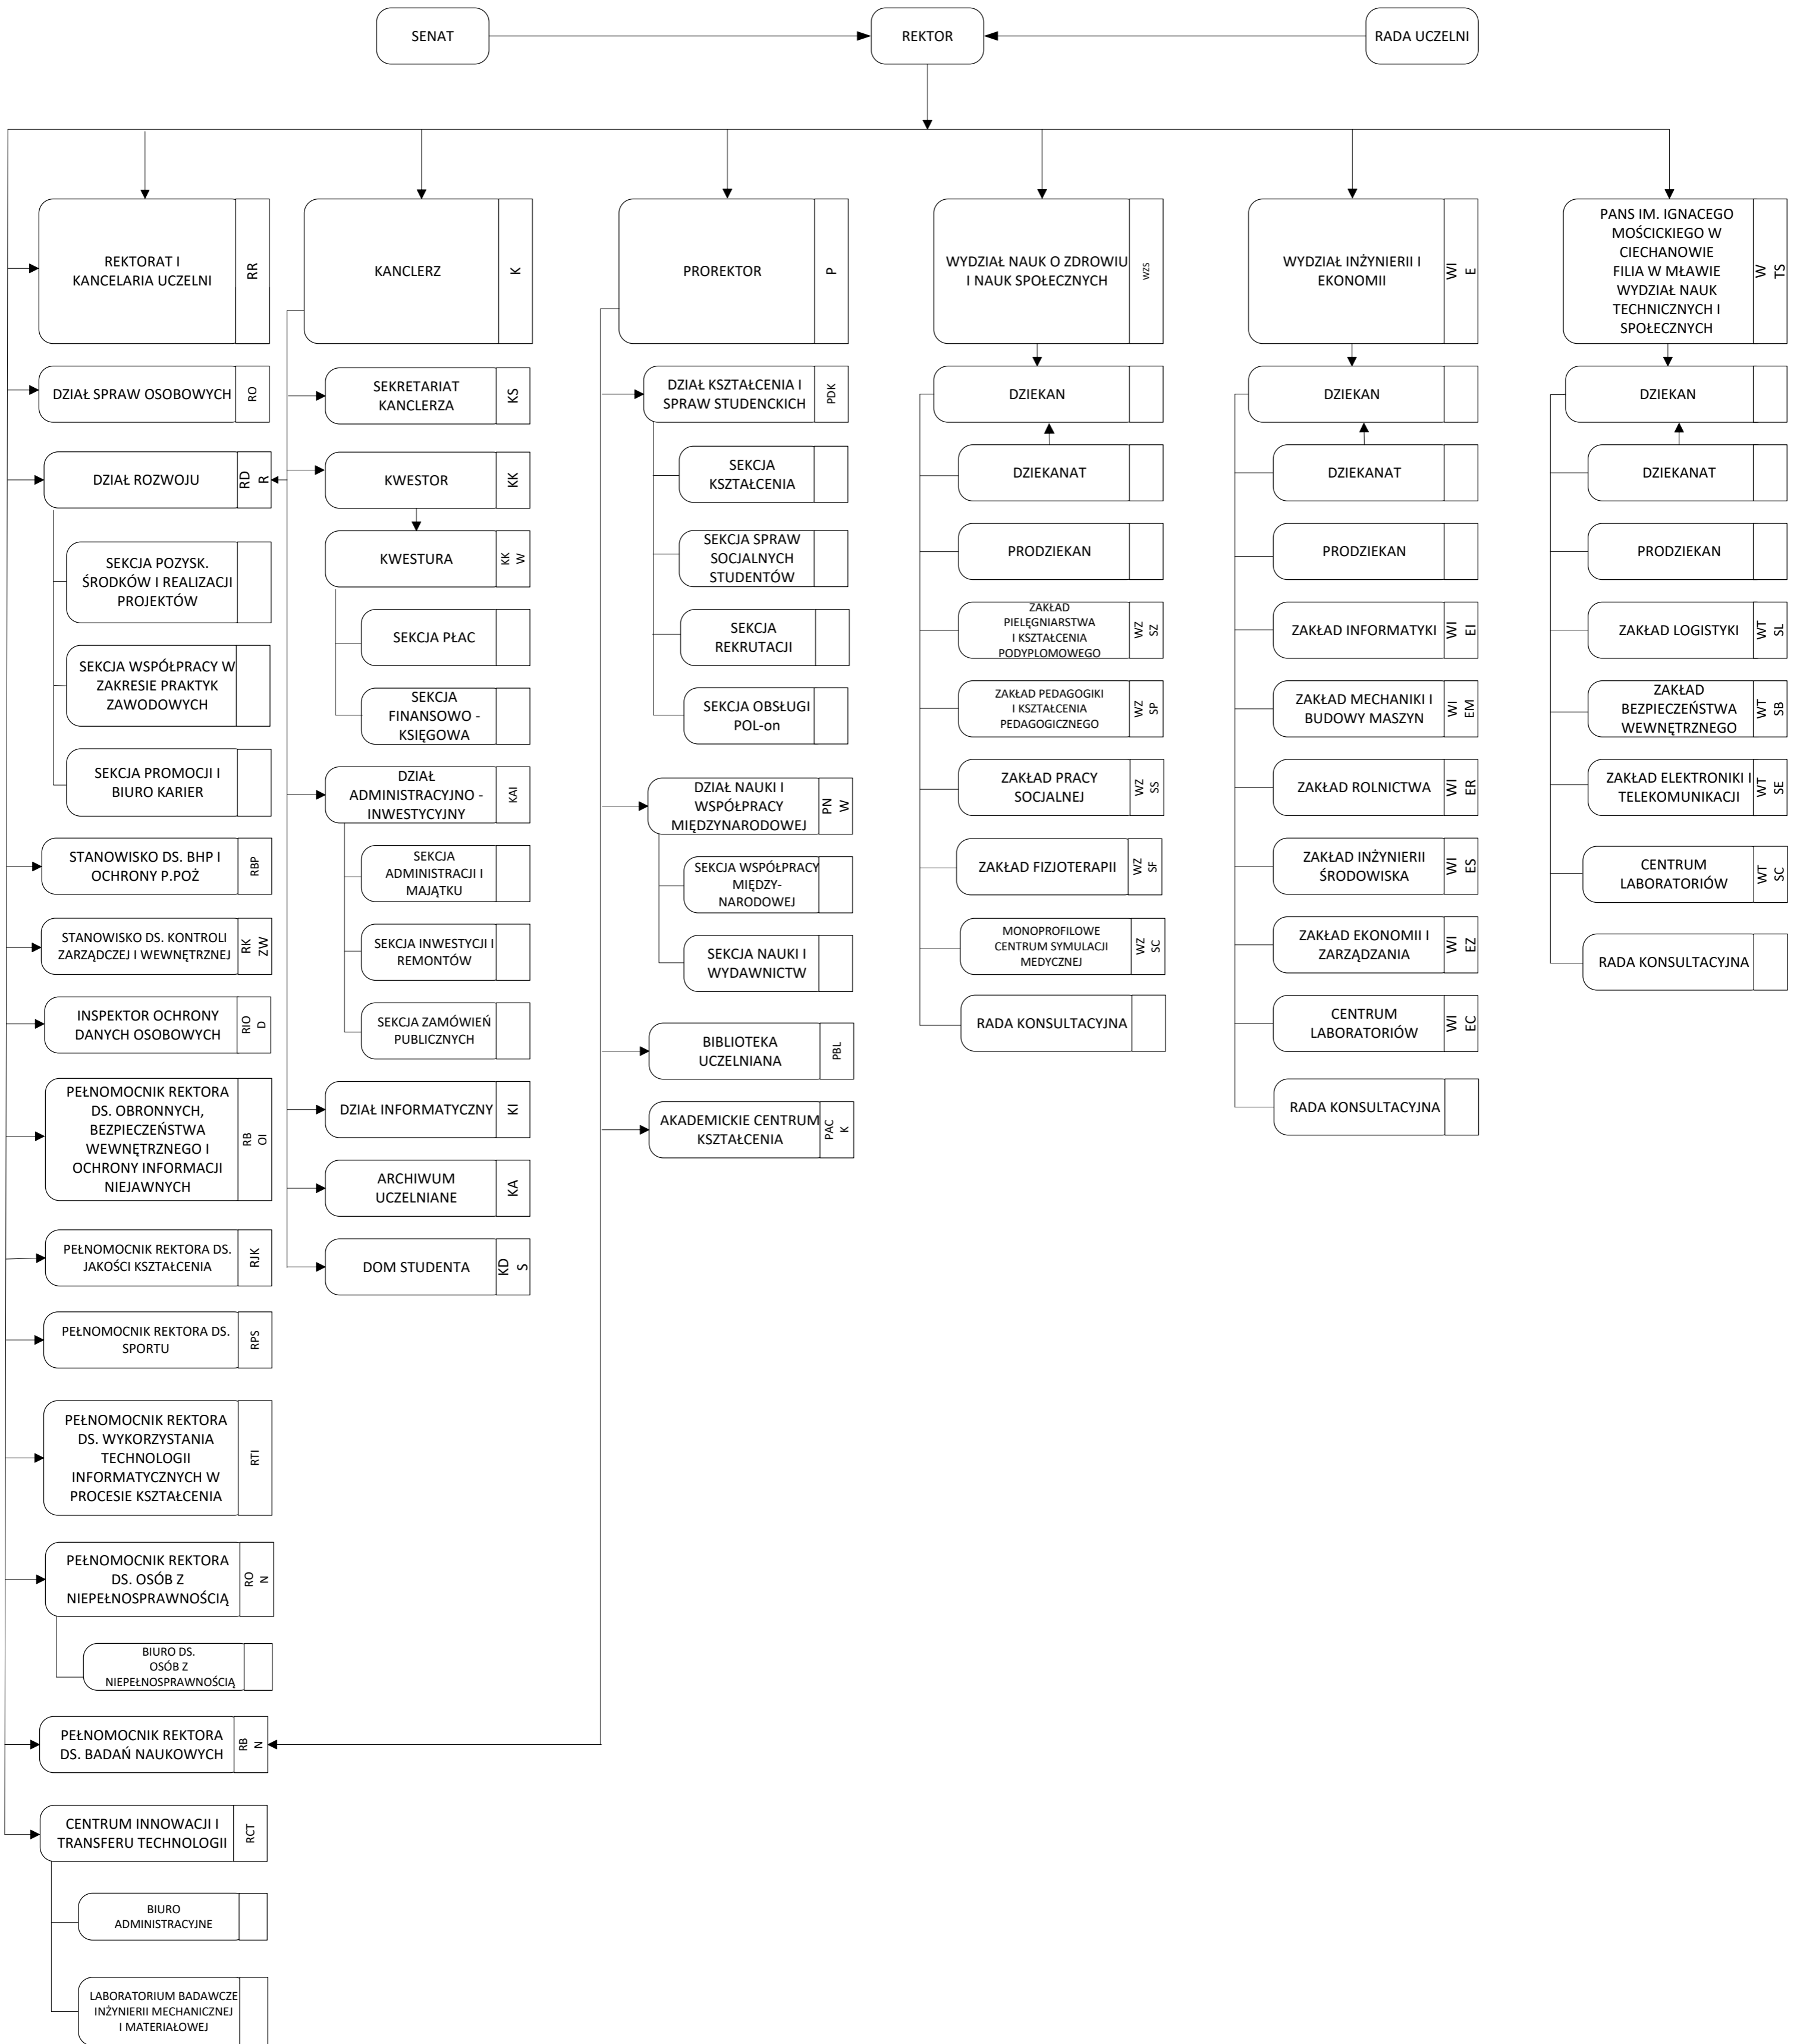 SENAT
REKTOR
RADA UCZELNI
REKTORAT I
KANCELARIA UCZELNI
RR
DZIAŁ SPRAW OSOBOWYCH
RO
DZIAŁ ROZWOJU
RD
R
SEKCJA POZYSK.
ŚRODKÓW I REALIZACJI
PROJEKTÓW
SEKCJA WSPÓŁPRACY W
ZAKRESIE PRAKTYK
ZAWODOWYCH
SEKCJA PROMOCJI I
BIURO KARIER
STANOWISKO DS. BHP I
OCHRONY P.POŻ
RBP
STANOWISKO DS. KONTROLI
ZARZĄDCZEJ I WEWNĘTRZNEJ
RK
ZW
INSPEKTOR OCHRONY
DANYCH OSOBOWYCH
RIO
D
PEŁNOMOCNIK REKTORA
DS. OBRONNYCH,
BEZPIECZEŃSTWA
WEWNĘTRZNEGO I
OCHRONY INFORMACJI
NIEJAWNYCH
RB
OI
PEŁNOMOCNIK REKTORA DS.
JAKOŚCI KSZTAŁCENIA
RJK
PEŁNOMOCNIK REKTORA DS.
SPORTU
RPS
PEŁNOMOCNIK REKTORA
DS. WYKORZYSTANIA
TECHNOLOGII
INFORMATYCZNYCH W
PROCESIE KSZTAŁCENIA
RTI
PEŁNOMOCNIK REKTORA
DS. OSÓB Z
NIEPEŁNOSPRAWNOŚCIĄ
RO
N
BIURO DS.
OSÓB Z
NIEPEŁNOSPRAWNOŚCIĄ
PEŁNOMOCNIK REKTORA
DS. BADAŃ NAUKOWYCH
RB
N
CENTRUM INNOWACJI I
TRANSFERU TECHNOLOGII
RCT
BIURO
ADMINISTRACYJNE
LABORATORIUM BADAWCZE
INŻYNIERII MECHANICZNEJ
I MATERIAŁOWEJ
KANCLERZ
K
SEKRETARIAT
KANCLERZA
KS
KWESTOR
KK
KWESTURA
KK
W
SEKCJA PŁAC
SEKCJA
FINANSOWO -
KSIĘGOWA
DZIAŁ
ADMINISTRACYJNO -
INWESTYCYJNY
KAI
SEKCJA
ADMINISTRACJI I
MAJĄTKU
SEKCJA INWESTYCJI I
REMONTÓW
SEKCJA ZAMÓWIEŃ
PUBLICZNYCH
DZIAŁ INFORMATYCZNY
KI
ARCHIWUM
UCZELNIANE
KA
DOM STUDENTA
KD
S
PROREKTOR
P
DZIAŁ KSZTAŁCENIA I
SPRAW STUDENCKICH
PDK
SEKCJA
KSZTAŁCENIA
SEKCJA SPRAW
SOCJALNYCH
STUDENTÓW
SEKCJA
REKRUTACJI
SEKCJA OBSŁUGI
POL-on
DZIAŁ NAUKI I
WSPÓŁPRACY
MIĘDZYNARODOWEJ
PN
W
SEKCJA WSPÓŁPRACY
MIĘDZY-
NARODOWEJ
SEKCJA NAUKI I
WYDAWNICTW
BIBLIOTEKA
UCZELNIANA
PBL
AKADEMICKIE CENTRUM
KSZTAŁCENIA
PAC
K
WYDZIAŁ NAUK O ZDROWIU
I NAUK SPOŁECZNYCH
WZS
DZIEKAN
DZIEKANAT
PRODZIEKAN
ZAKŁAD
PIELĘGNIARSTWA
I KSZTAŁCENIA
PODYPLOMOWEGO
WZ
SZ
ZAKŁAD PEDAGOGIKI
I KSZTAŁCENIA
PEDAGOGICZNEGO
WZ
SP
ZAKŁAD PRACY
SOCJALNEJ
WZ
SS
ZAKŁAD FIZJOTERAPII
WZ
SF
MONOPROFILOWE
CENTRUM SYMULACJI
MEDYCZNEJ
WZ
SC
RADA KONSULTACYJNA
WYDZIAŁ INŻYNIERII I
EKONOMII
WI
E
DZIEKAN
DZIEKANAT
PRODZIEKAN
ZAKŁAD INFORMATYKI
WI
EI
ZAKŁAD MECHANIKI I
BUDOWY MASZYN
WI
EM
ZAKŁAD ROLNICTWA
WI
ER
ZAKŁAD INŻYNIERII
ŚRODOWISKA
WI
ES
ZAKŁAD EKONOMII I
ZARZĄDZANIA
WI
EZ
CENTRUM
LABORATORIÓW
WI
EC
RADA KONSULTACYJNA
PANS IM. IGNACEGO
MOŚCICKIEGO W
CIECHANOWIE
FILIA W MŁAWIE
WYDZIAŁ NAUK
TECHNICZNYCH I
SPOŁECZNYCH
W
TS
DZIEKAN
DZIEKANAT
PRODZIEKAN
ZAKŁAD LOGISTYKI
WT
SL
ZAKŁAD
BEZPIECZEŃSTWA
WEWNĘTRZNEGO
WT
SB
ZAKŁAD ELEKTRONIKI I
TELEKOMUNIKACJI
WT
SE
CENTRUM
LABORATORIÓW
WT
SC
RADA KONSULTACYJNA